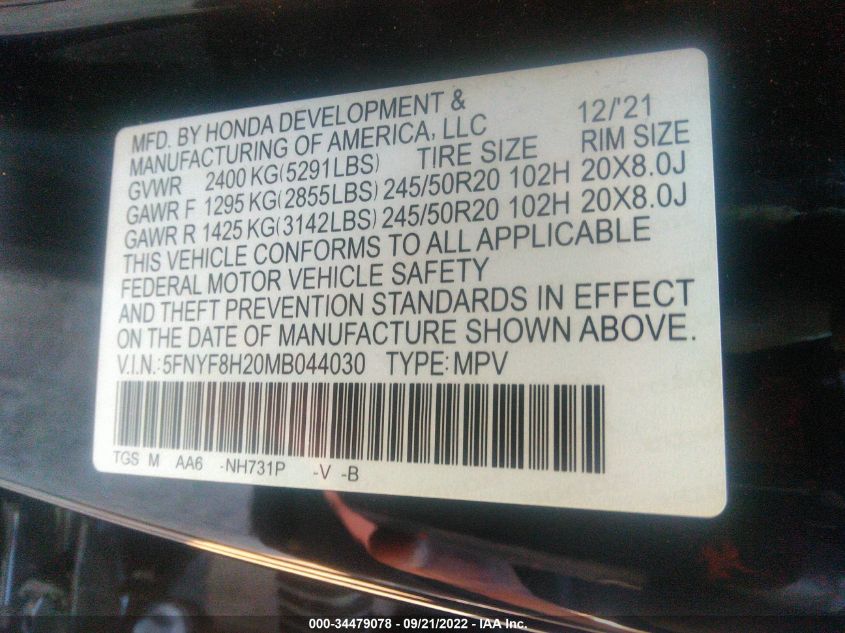 MFD. BY HONDA DEVELOPMENT & 12/'21
MANUFACTURING OF AMERICA, LLC
GVWR 2400 KG(5291LBS) TIRE SIZE RIM SIZE
GAWR F 1295 KG(2855LBS) 245/50R20 102H 20X8.0J
GAWR R 1425 KG(3142LBS) 245/50R20 102H 20X8.0J
THIS VEHICLE CONFORMS TO ALL APPLICABLE
FEDERAL MOTOR VEHICLE SAFETY
AND THEFT PREVENTION STANDARDS IN EFFECT
ON THE DATE OF MANUFACTURE SHOWN ABOVE.
V.I.N.: 5FNYF8H20MB044030 TYPE: MPV
TGS M AA6 -NH731P -V -B
000-34479078 - 09/21/2022 - IAA Inc.